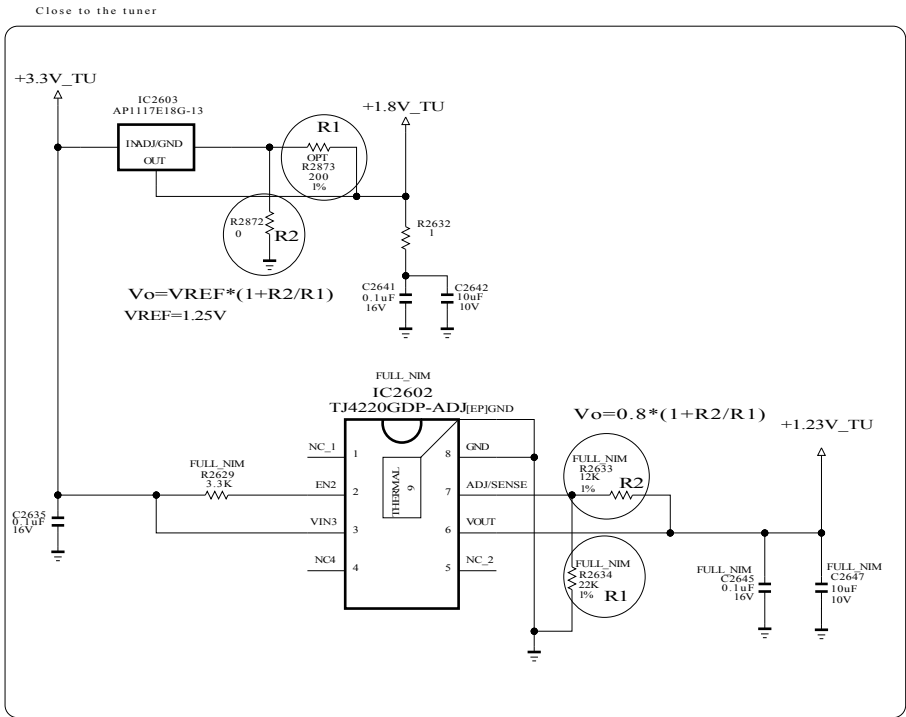 Close to the tuner
+3.3V_TU
IC2603
AP1117E18G-13
IN
ADJ/GND
OUT
+1.8V_TU
R1
OPT
R2873
200
1%
R2872
0
R2
R2632
1
Vo=VREF*(1+R2/R1)
VREF=1.25V
C2641
0.1uF
16V
C2642
10uF
10V
FULL_NIM
IC2602
TJ4220GDP-ADJ
[EP]GND
Vo=0.8*(1+R2/R1)
+1.23V_TU
NC_1
1
8
GND
THERMAL
9
FULL_NIM
R2629
3.3K
EN2
2
7
ADJ/SENSE
FULL_NIM
R2633
12K
1%
R2
C2635
0.1uF
16V
VIN3
3
6
VOUT
NC4
4
5
NC_2
FULL_NIM
R2634
22K
1%
R1
FULL_NIM
C2645
0.1uF
16V
FULL_NIM
C2647
10uF
10V